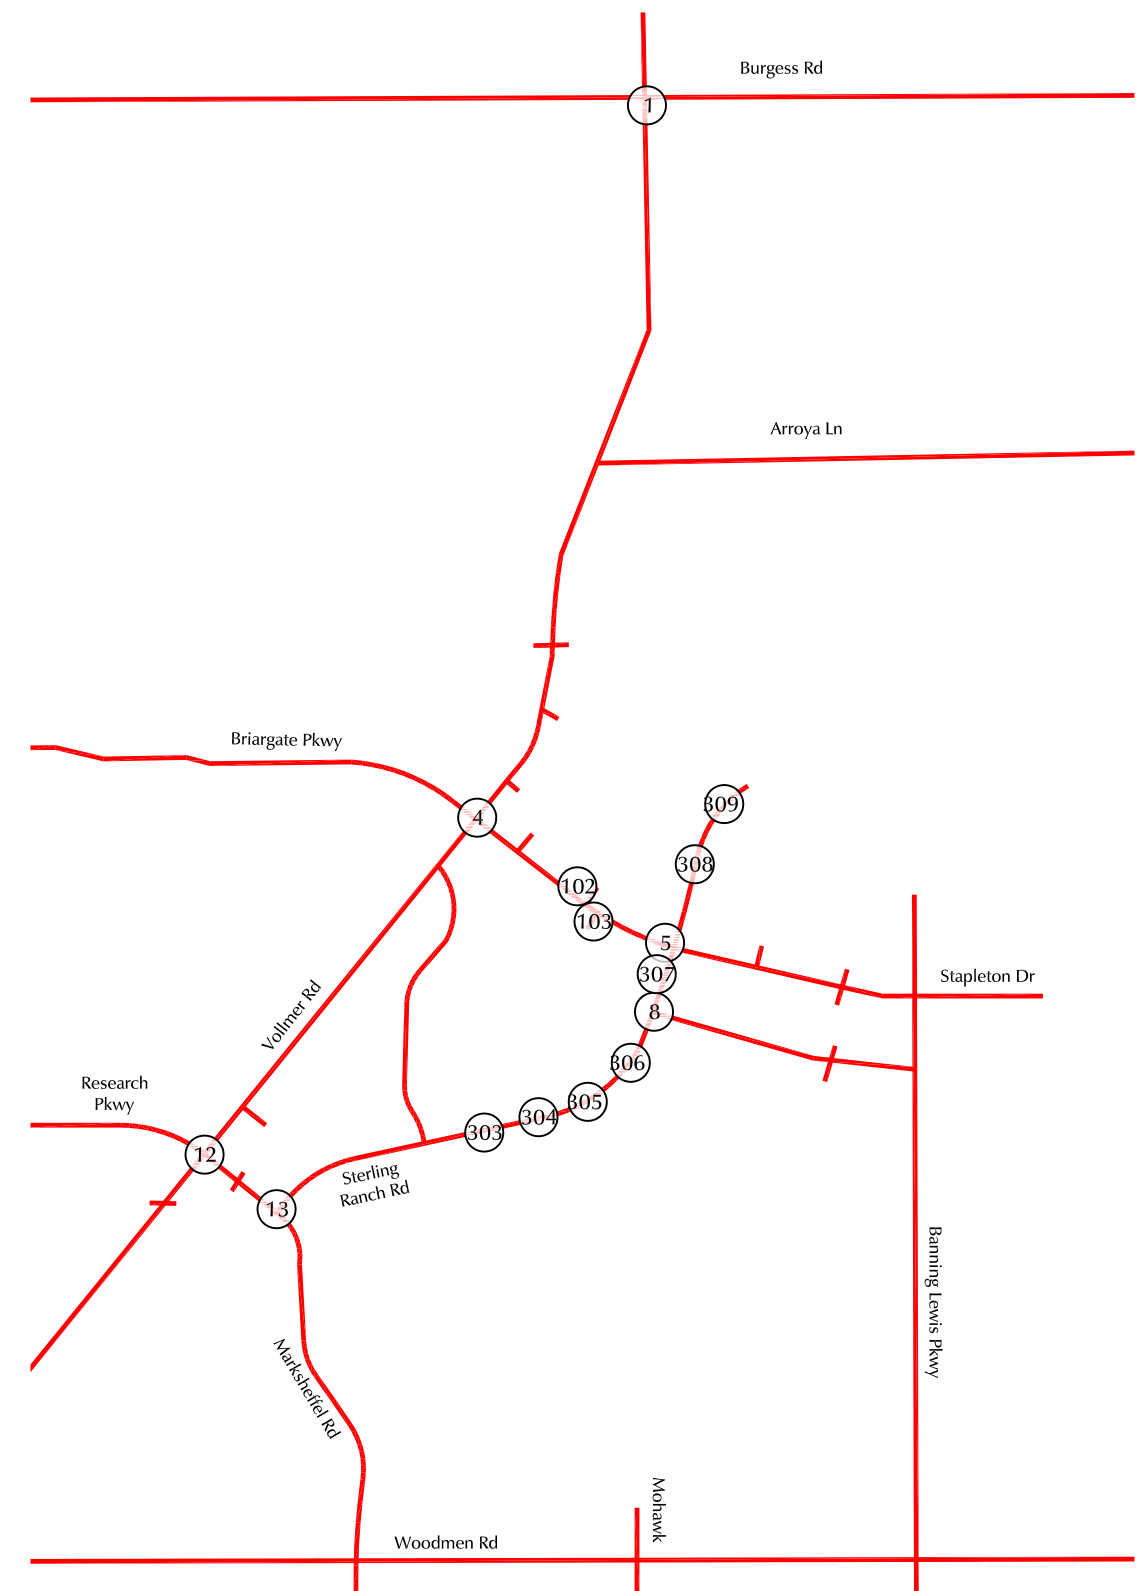 Burgess Rd
1
Arroya Ln
Briargate Pkwy
309
4
308
102
103
5
307
Stapleton Dr
Vollmer Rd
8
306
Research
Pkwy
305
304
303
12
Sterling
Ranch Rd
13
Banning Lewis Pkwy
Marksheffel Rd
Mohawk
Woodmen Rd